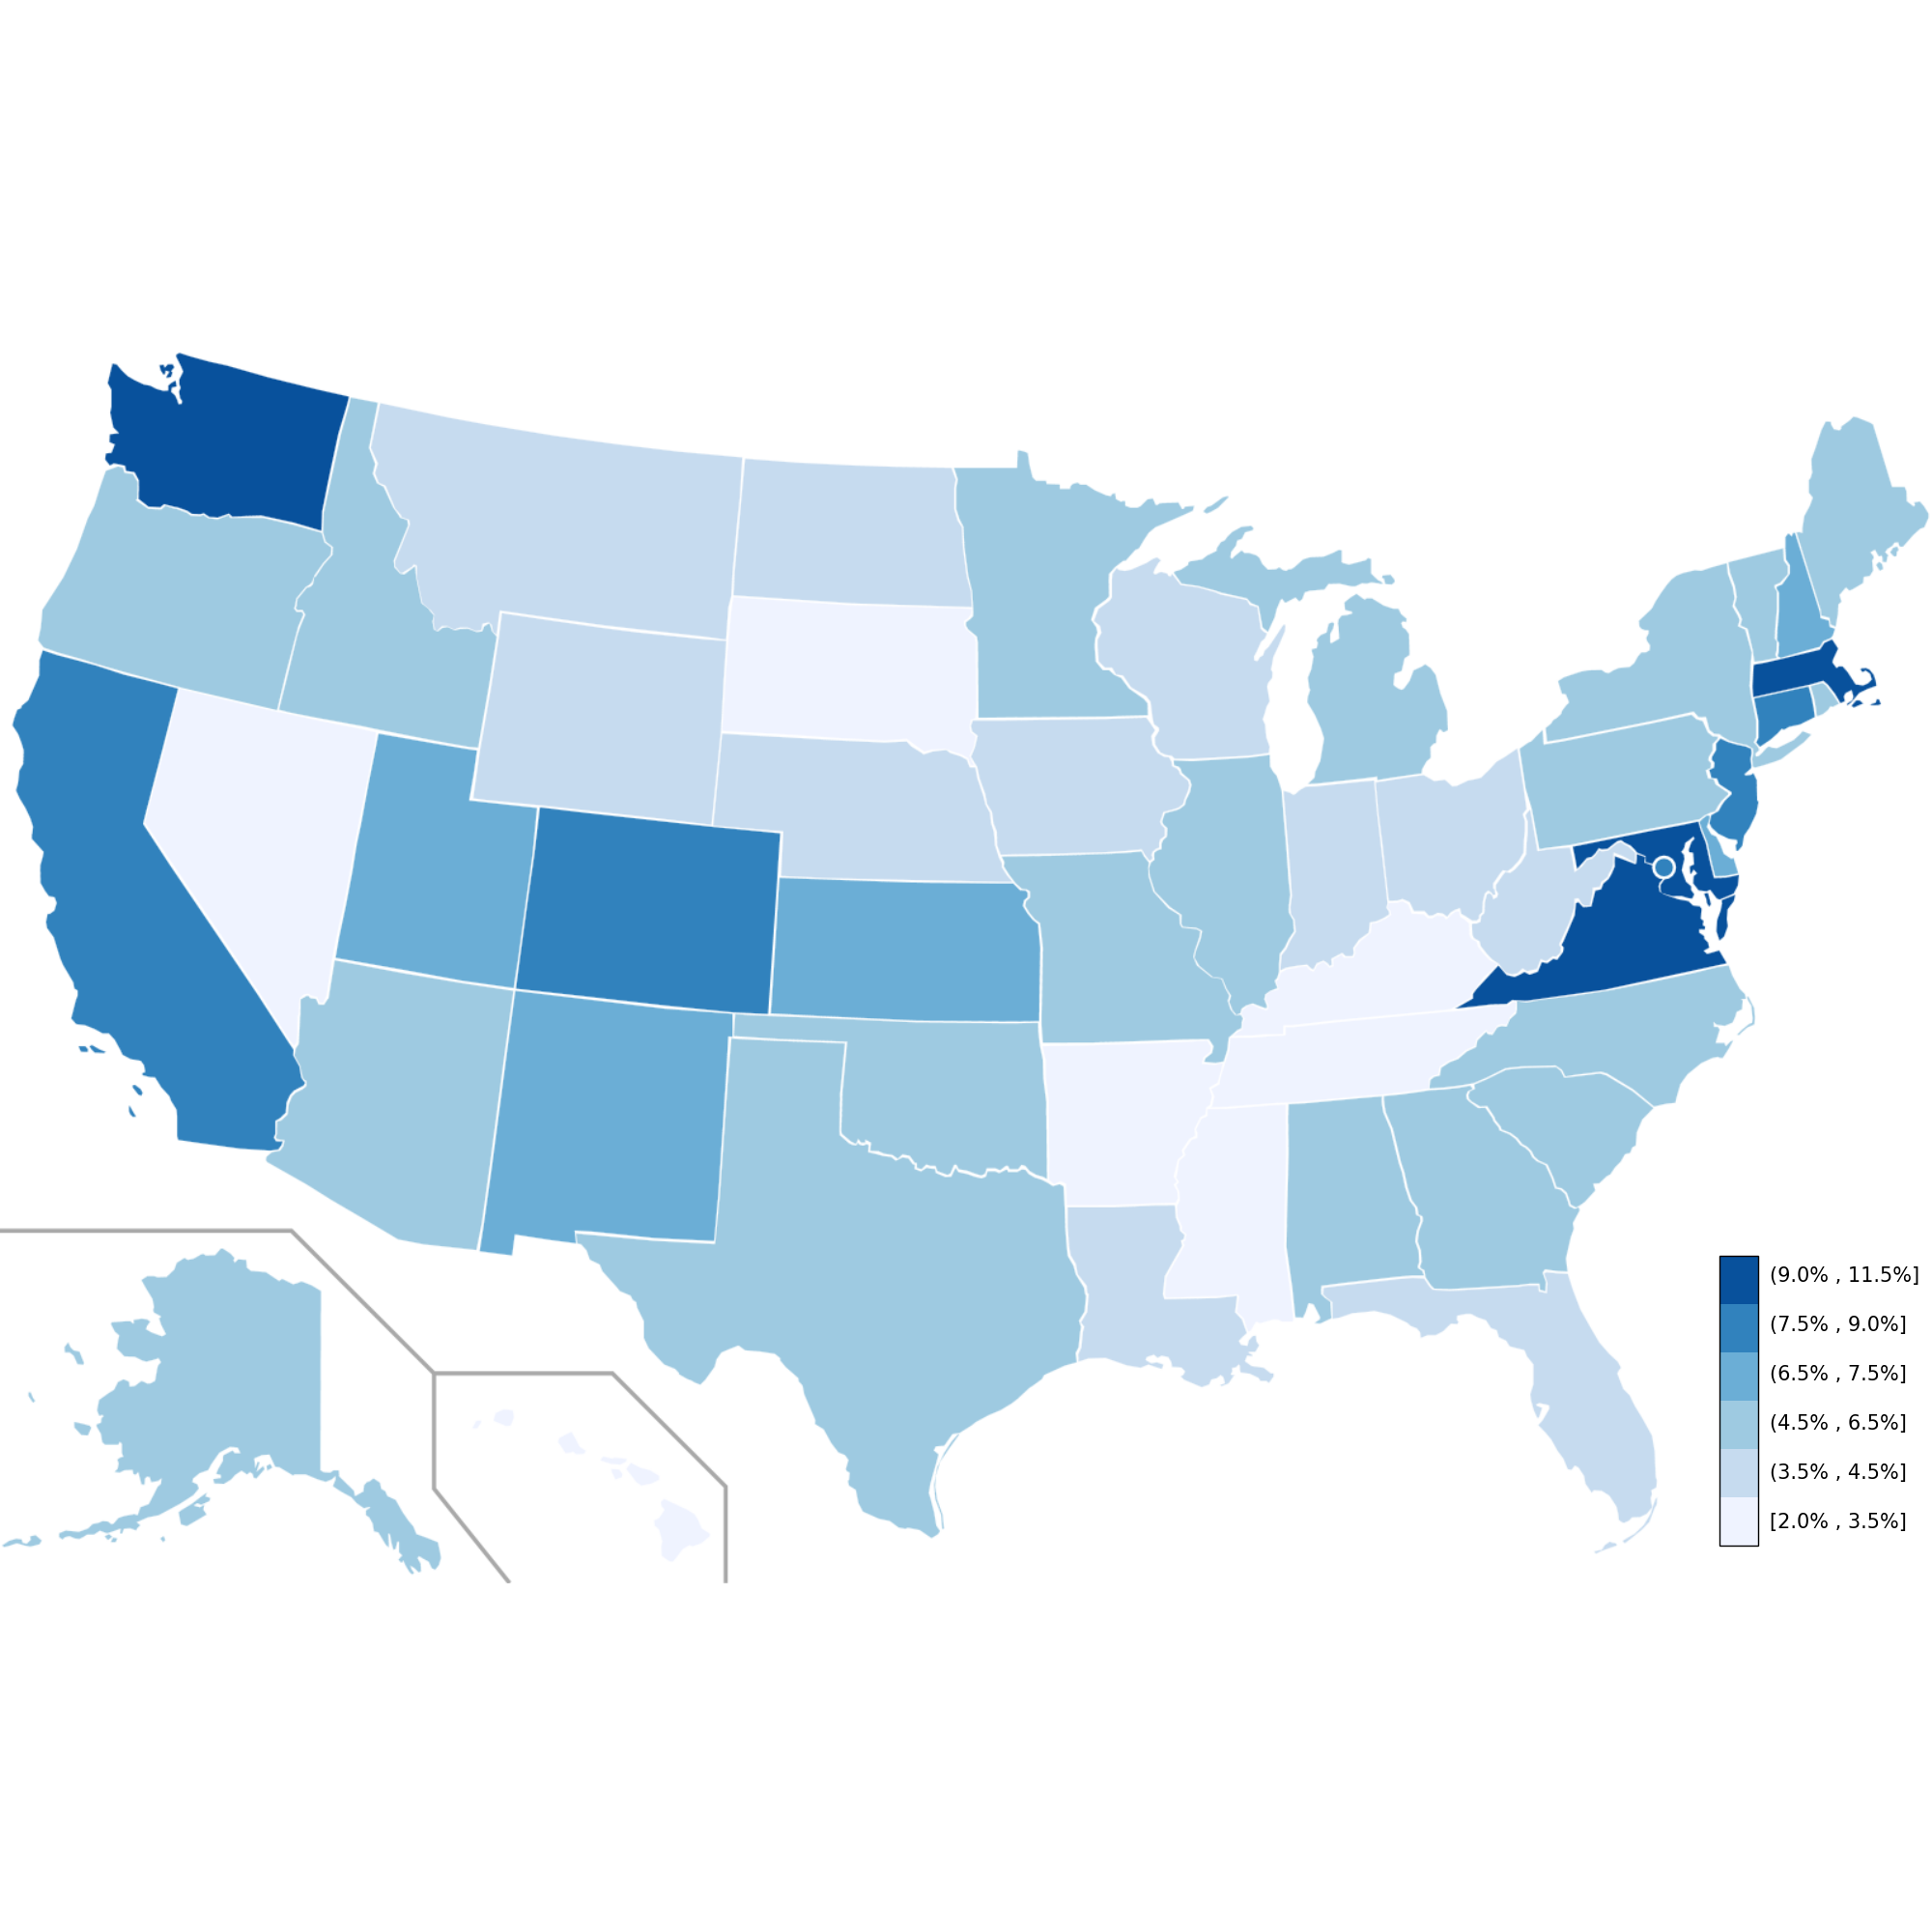 (9.0% , 11.5%]
(7.5% , 9.0%]
(6.5% , 7.5%]
(4.5% , 6.5%]
(3.5% , 4.5%]
[2.0% , 3.5%]